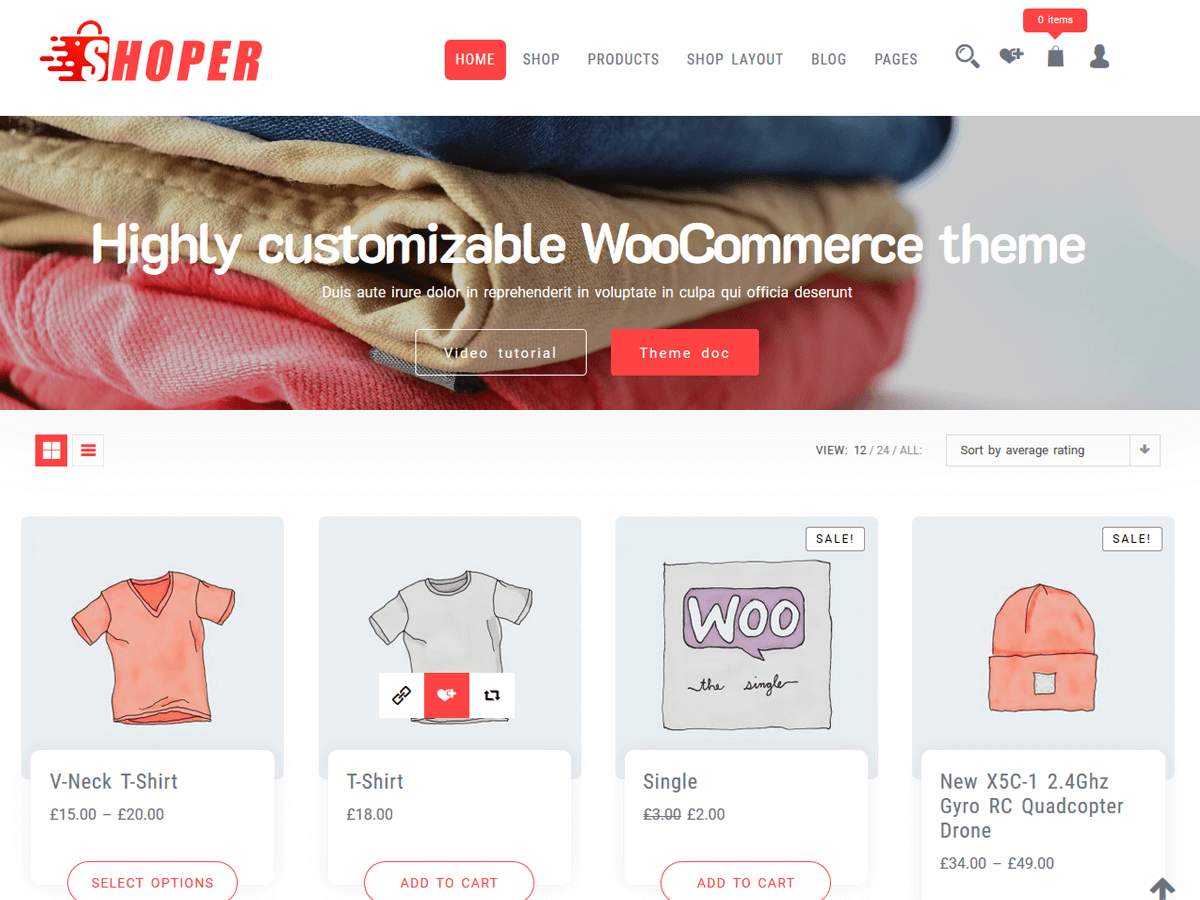 0 items
SHOPER
HOME SHOP PRODUCTS SHOP LAYOUT BLOG PAGES
Highly customizable WooCommerce theme
Duis aute irure dolor in reprehenderit in voluptate in culpa qui officia deserunt
Video tutorial Theme doc
VIEW: 12 / 24 / ALL: Sort by average rating
SALE! SALE!
WOO
the single
V-Neck T-Shirt
£15.00 – £20.00
SELECT OPTIONS
T-Shirt
£18.00
ADD TO CART
Single
£3.00 £2.00
ADD TO CART
New X5C-1 2.4Ghz
Gyro RC Quadcopter
Drone
£34.00 – £49.00